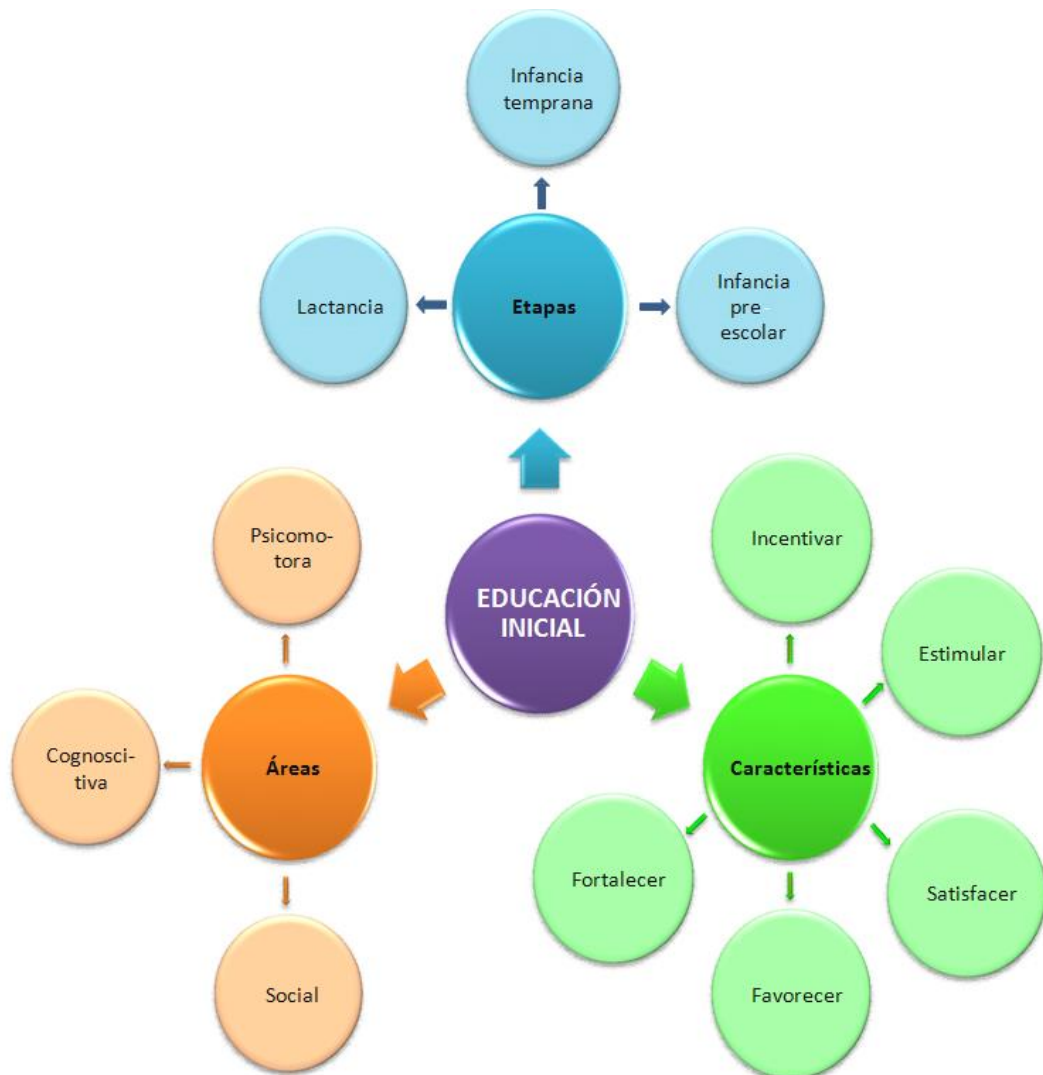 Infancia
temprana
Lactancia
Etapas
Infancia
pre-
escolar
Psicomo-
tora
Incentivar
EDUCACIÓN
INICIAL
Estimular
Cognosci-
tiva
Áreas
Características
Fortalecer
Satisfacer
Social
Favorecer